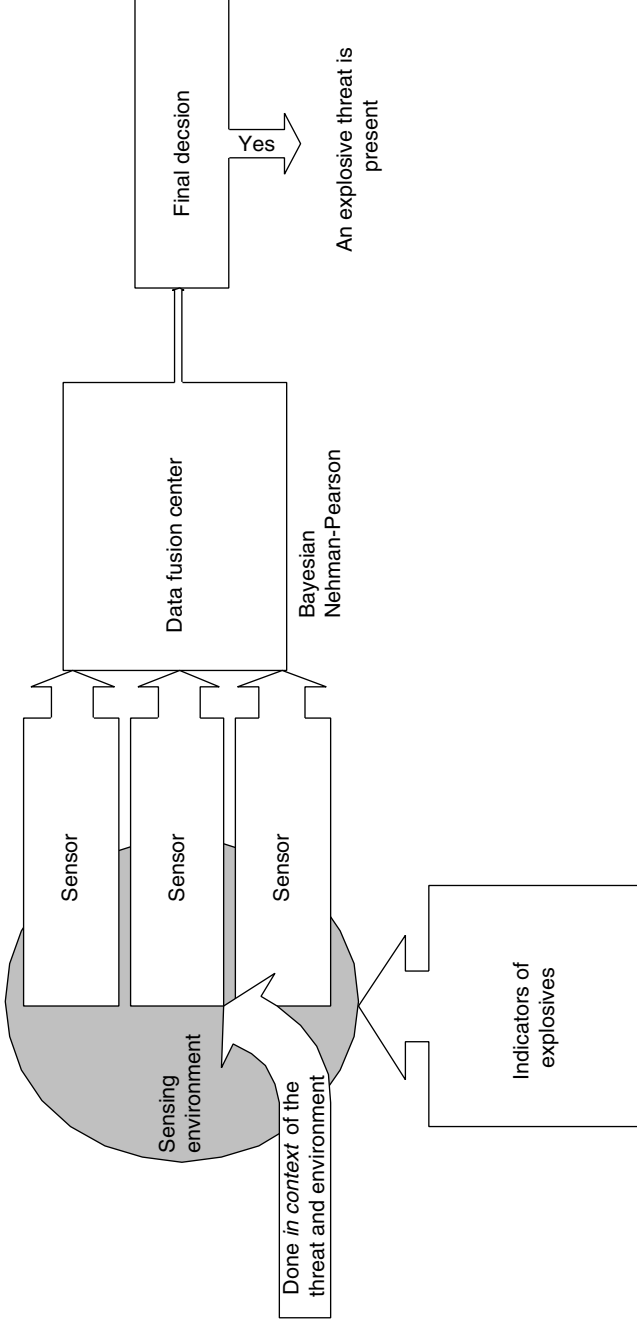 Sensing
environment
Done in context of the
threat and environment
Indicators of
explosives
Sensor
Sensor
Sensor
Data fusion center
Bayesian
Nehman-Pearson
Final decsion
Yes
An explosive threat is
present